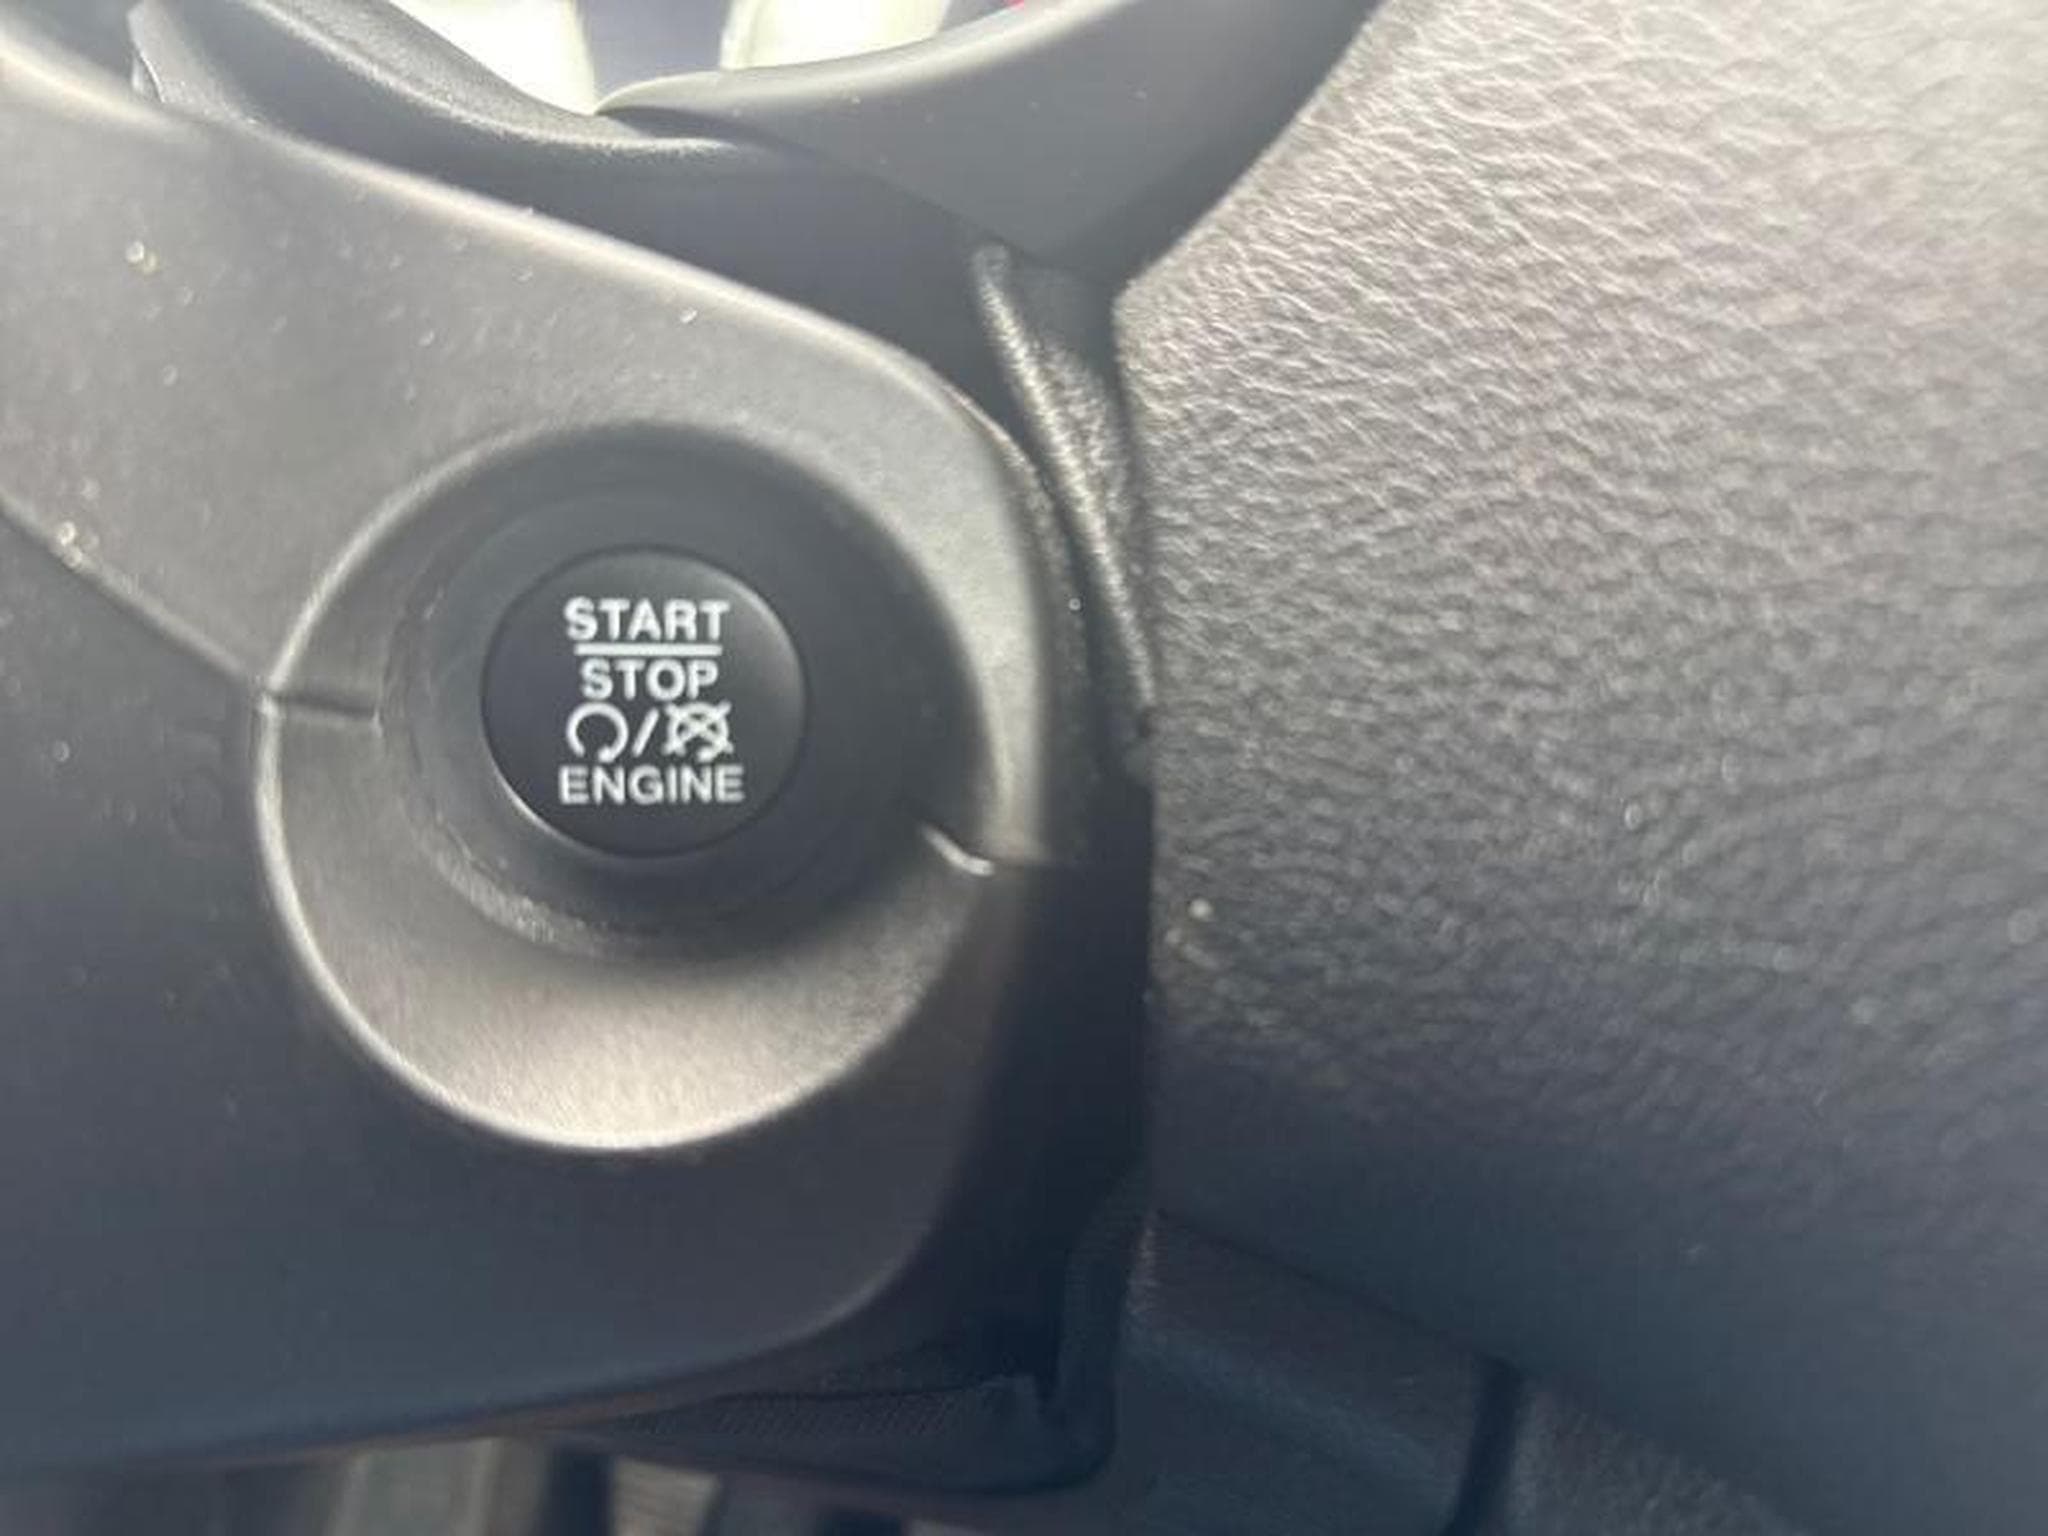 START
STOP
/
ENGINE